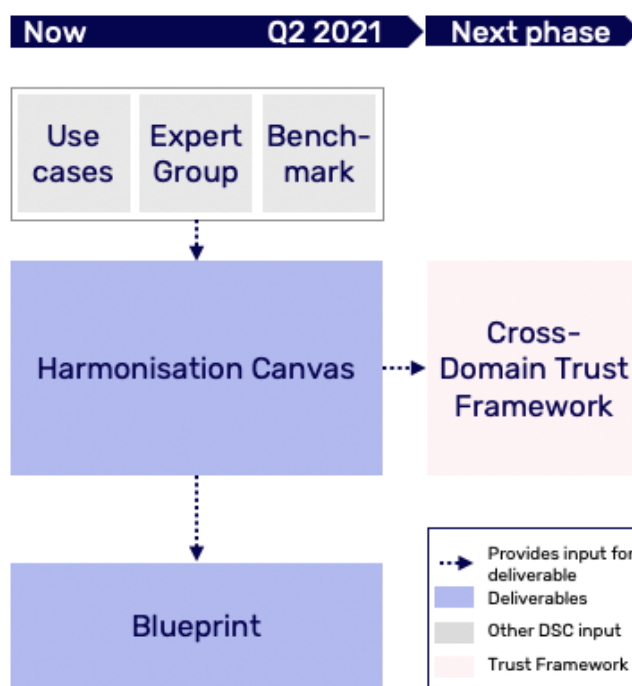 Now
Q2 2021
Next phase
Use
cases
Expert
Group
Bench-
mark
Harmonisation Canvas
Cross-
Domain Trust
Framework
Blueprint
Provides input for
deliverable
Deliverables
Other DSC input
Trust Framework